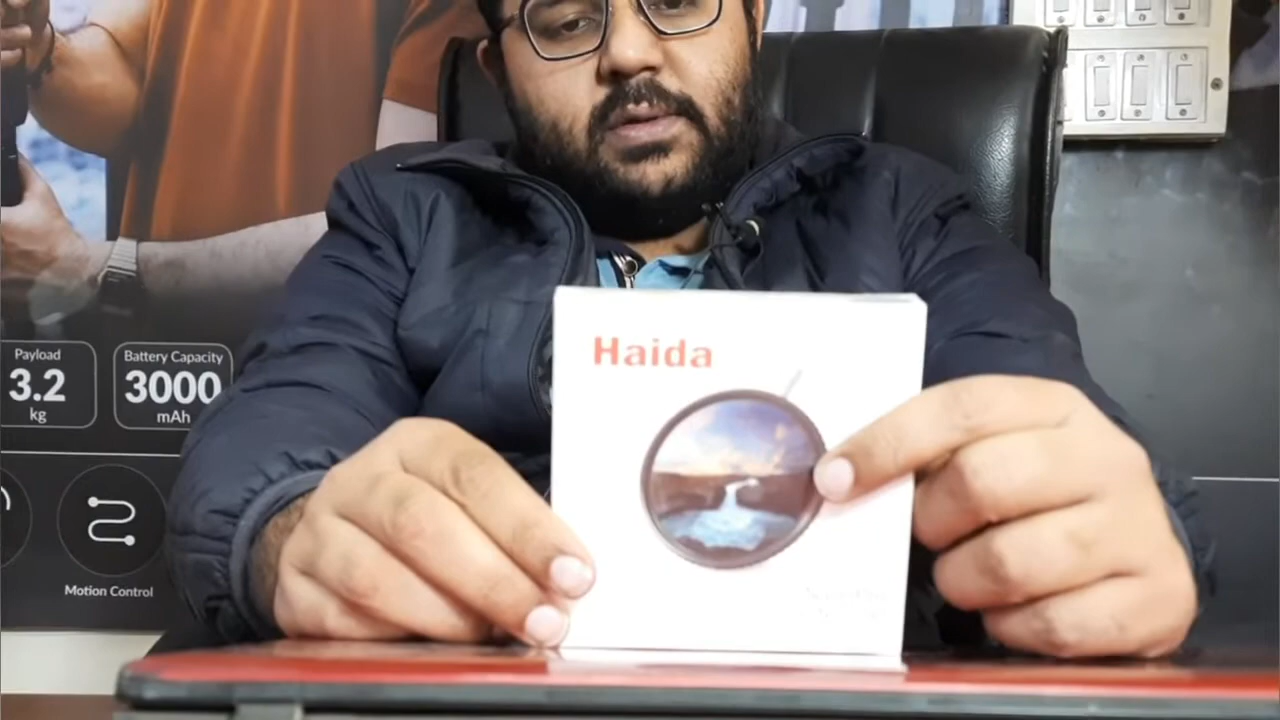 Haida
Payload
3.2
kg
Battery Capacity
3000
mAh
Motion Control